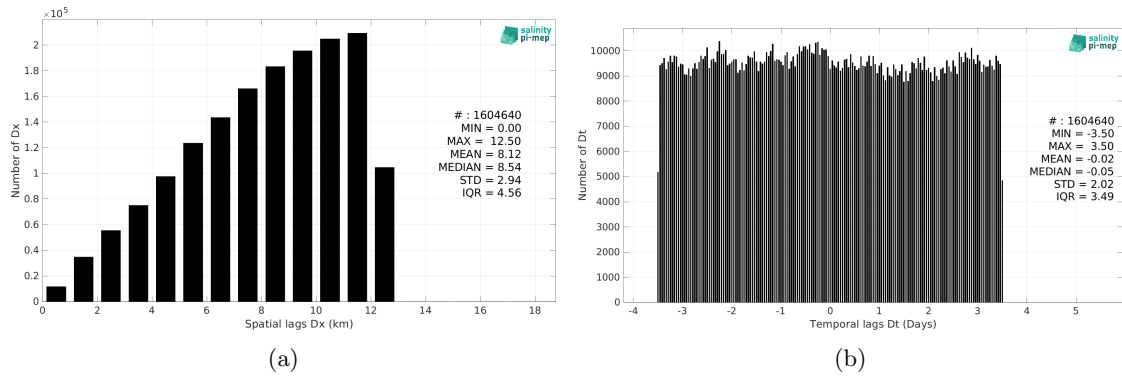 ×10^5
2
1.8
1.6
1.4
1.2
1
0.8
0.6
0.4
0.2
0
Number of Dx
0 2 4 6 8 10 12 14 16 18
Spatial lags Dx (km)
salinity
pi-mep
# : 1604640
MIN = 0.00
MAX = 12.50
MEAN = 8.12
MEDIAN = 8.54
STD = 2.94
IQR = 4.56
(a)
10000
9000
8000
7000
6000
5000
4000
3000
2000
1000
0
Number of Dt
-4 -3 -2 -1 0 1 2 3 4 5
Temporal lags Dt (Days)
salinity
pi-mep
# : 1604640
MIN = -3.50
MAX = 3.50
MEAN = -0.02
MEDIAN = -0.05
STD = 2.02
IQR = 3.49
(b)